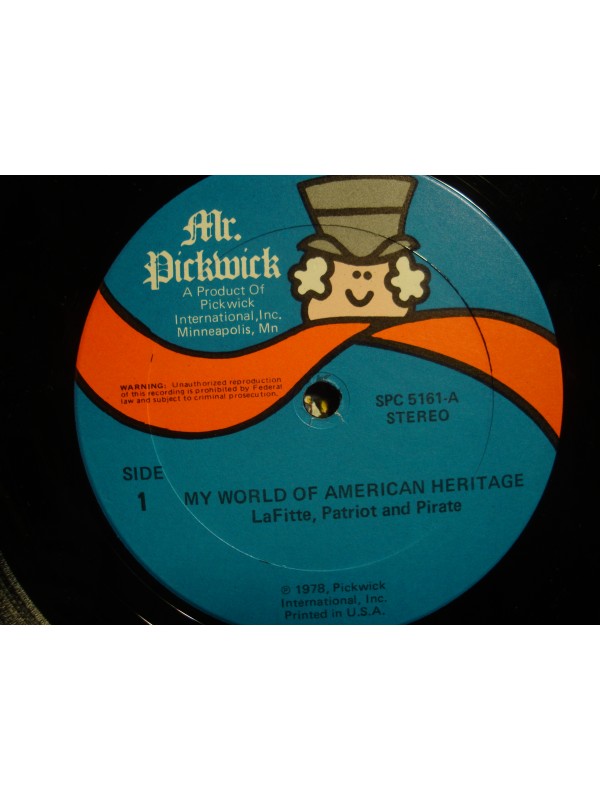 Mr.
Pickwick
A Product Of
Pickwick
International,Inc.
Minneapolis, Mn
WARNING: Unauthorized reproduction
of this recording is prohibited by Federal
law and subject to criminal prosecution.
SPC 5161-A
STEREO
SIDE
1
MY WORLD OF AMERICAN HERITAGE
LaFitte, Patriot and Pirate
℗ 1978, Pickwick
International, Inc.
Printed in U.S.A.